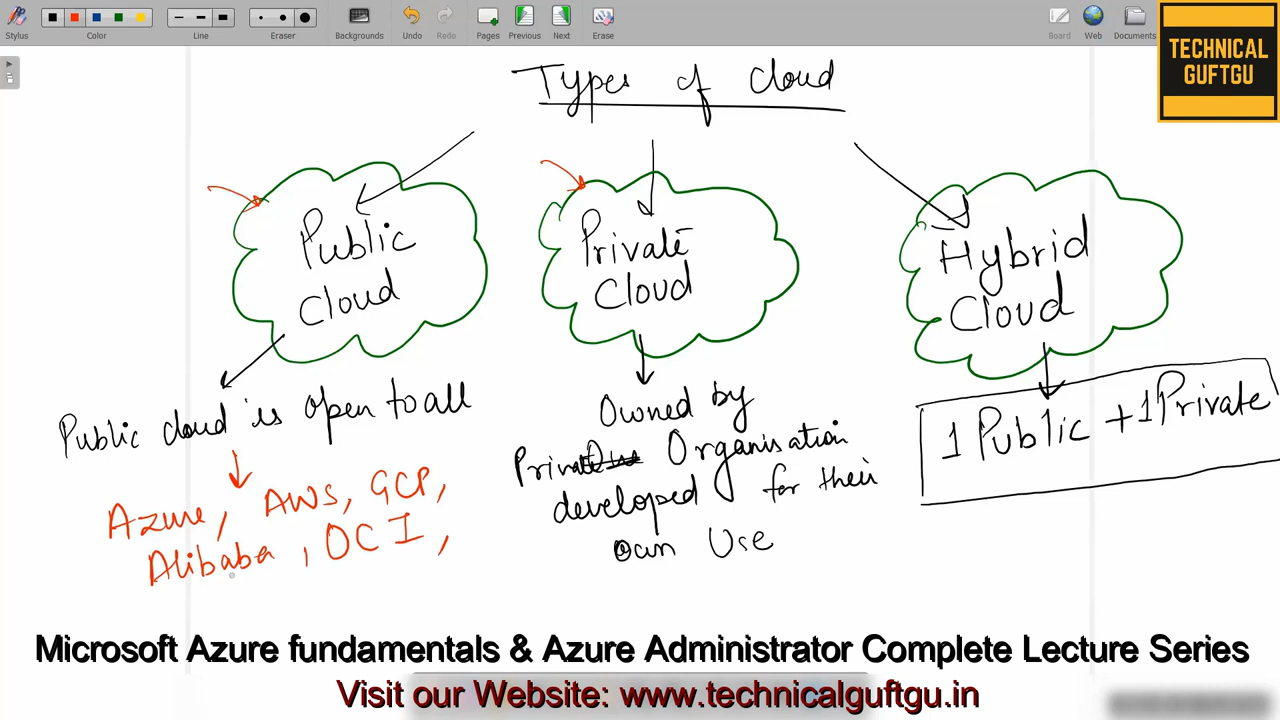 Stylus
Color
Line
Eraser
Backgrounds
Undo
Redo
Pages
Previous
Next
Erase
Board
Web
Documents
TECHNICAL
GUFTGU
Types of Cloud
Public
Cloud
Private
Cloud
Hybrid
Cloud
Public cloud is open to all
Azure, AWS, GCP,
Alibaba, OCI,
Owned by
Private Organisation
developed for their
own Use
1 Public + 1 Private
Microsoft Azure fundamentals & Azure Administrator Complete Lecture Series
Visit our Website: www.technicalguftgu.in